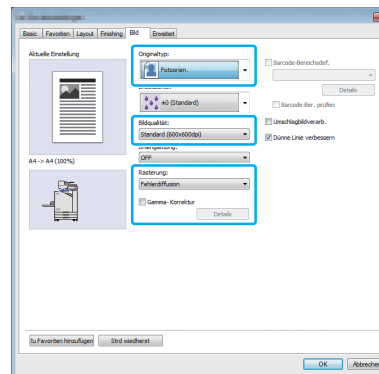 Basic Favoriten Layout Finishing Bild Erweitert
Aktuelle Einstellung
Originaltyp:
Fotoorien.
±0 (Standard)
Bildqualität:
Standard (600x600dpi)
OFF
Rasterung:
Fehlerdiffusion
Gamma- Korrektur
Details
A4 -> A4 (100%)
Barcode-Bereichsdef.
Details
Barcode-Ber. prüfen
Umschlagbildverarb.
Dünne Linie verbessern
Zu Favoriten hinzufügen Strd wiedherst
OK Abbrechen